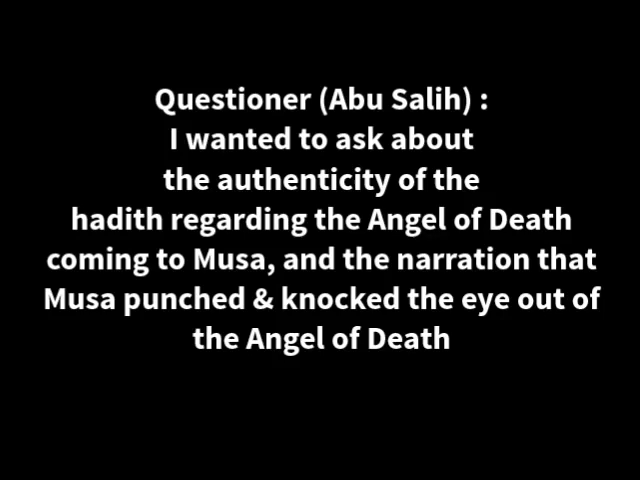 Questioner (Abu Salih) :
I wanted to ask about
the authenticity of the
hadith regarding the Angel of Death
coming to Musa, and the narration that
Musa punched & knocked the eye out of
the Angel of Death